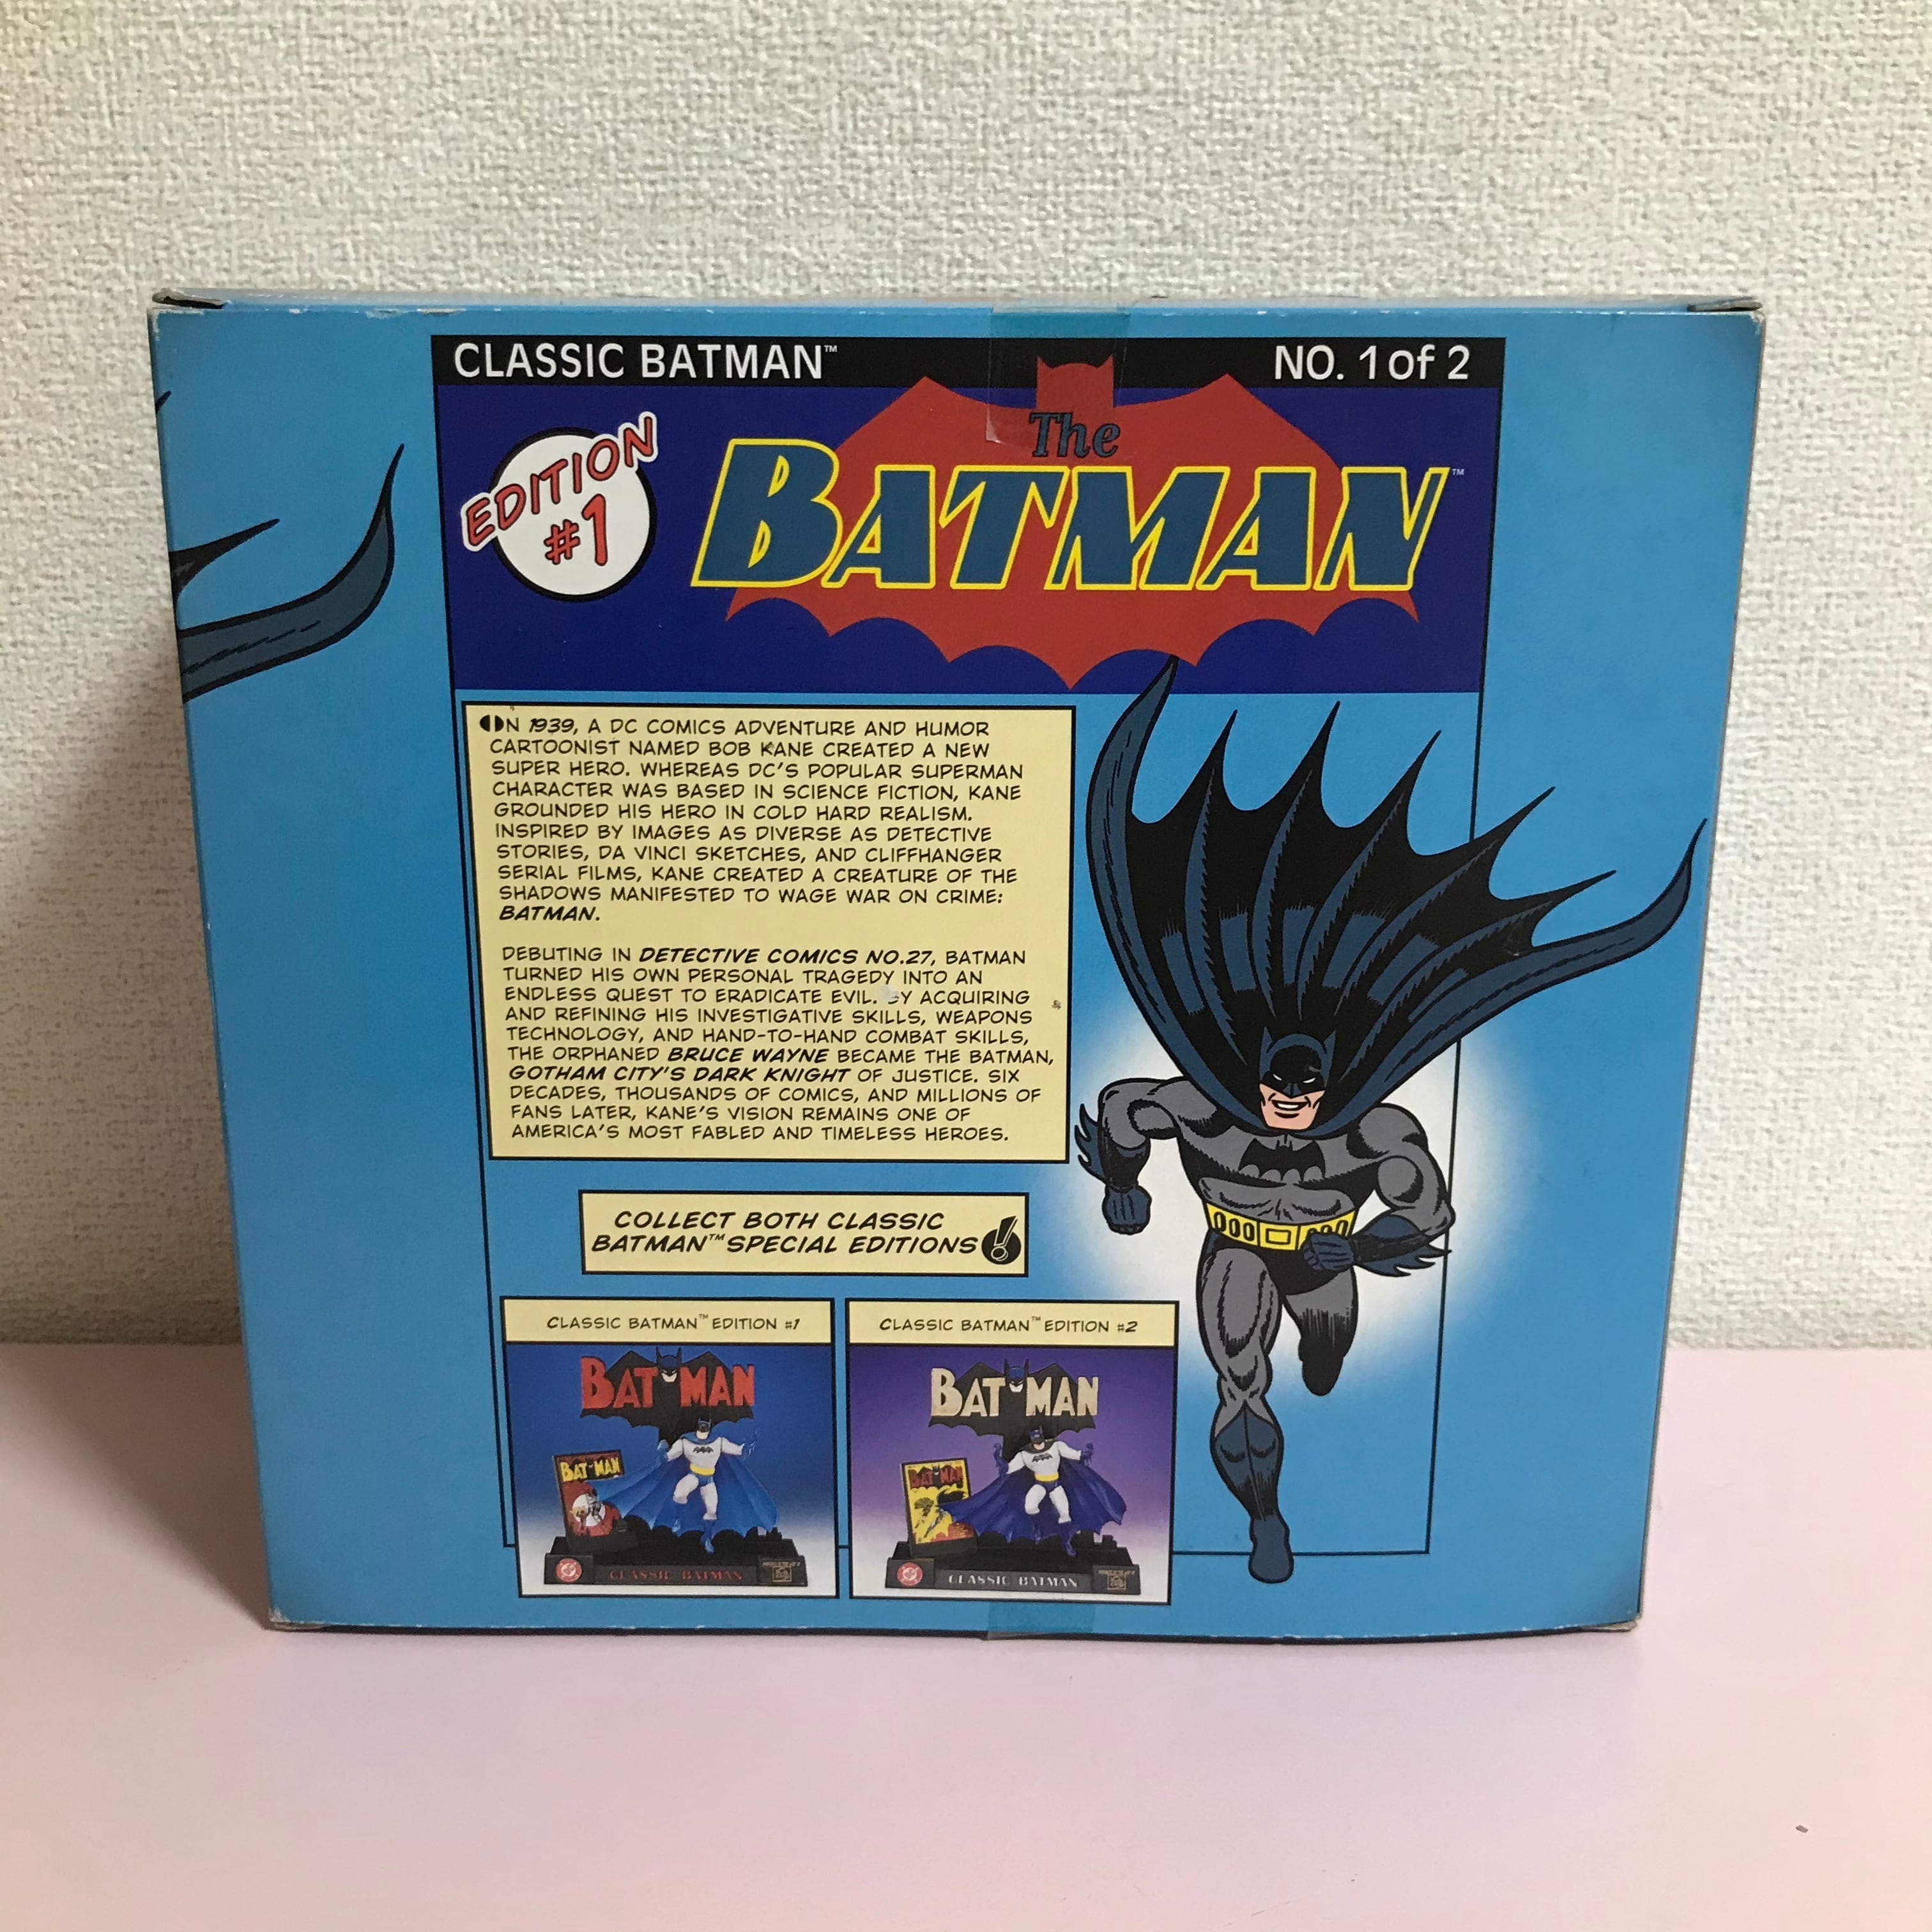 CLASSIC BATMAN™
NO. 1 of 2
EDITION
#1
The
BATMAN™
ON 1939, A DC COMICS ADVENTURE AND HUMOR
CARTOONIST NAMED BOB KANE CREATED A NEW
SUPER HERO. WHEREAS DC'S POPULAR SUPERMAN
CHARACTER WAS BASED IN SCIENCE FICTION, KANE
GROUNDED HIS HERO IN COLD HARD REALISM.
INSPIRED BY IMAGES AS DIVERSE AS DETECTIVE
STORIES, DA VINCI SKETCHES, AND CLIFFHANGER
SERIAL FILMS, KANE CREATED A CREATURE OF THE
SHADOWS MANIFESTED TO WAGE WAR ON CRIME:
BATMAN.
DEBUTING IN DETECTIVE COMICS NO.27, BATMAN
TURNED HIS OWN PERSONAL TRAGEDY INTO AN
ENDLESS QUEST TO ERADICATE EVIL. BY ACQUIRING
AND REFINING HIS INVESTIGATIVE SKILLS, WEAPONS
TECHNOLOGY, AND HAND-TO-HAND COMBAT SKILLS,
THE ORPHANED BRUCE WAYNE BECAME THE BATMAN,
GOTHAM CITY'S DARK KNIGHT OF JUSTICE. SIX
DECADES, THOUSANDS OF COMICS, AND MILLIONS OF
FANS LATER, KANE'S VISION REMAINS ONE OF
AMERICA'S MOST FABLED AND TIMELESS HEROES.
COLLECT BOTH CLASSIC
BATMAN™ SPECIAL EDITIONS!
CLASSIC BATMAN™ EDITION #1
BATMAN
BATMAN
CLASSIC BATMAN
CLASSIC BATMAN™ EDITION #2
BATMAN
BATMAN
CLASSIC BATMAN